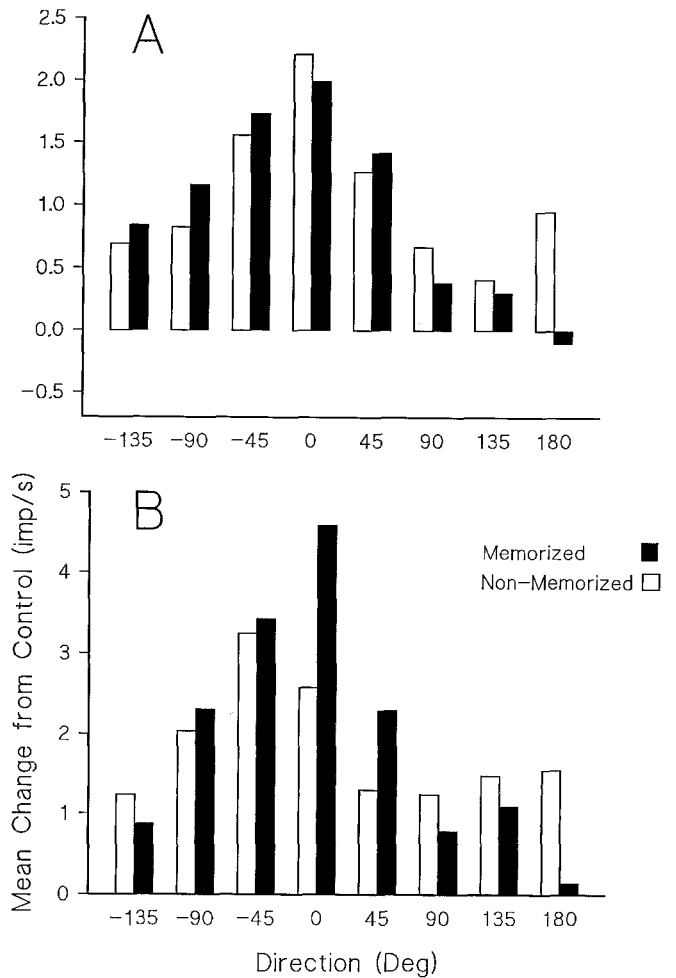 A
2.5
2.0
1.5
1.0
0.5
0.0
−0.5
−135 −90 −45 0 45 90 135 180
B
5
4
3
2
1
0
Memorized
Non−Memorized
Mean Change from Control (imp/s)
−135 −90 −45 0 45 90 135 180
Direction (Deg)